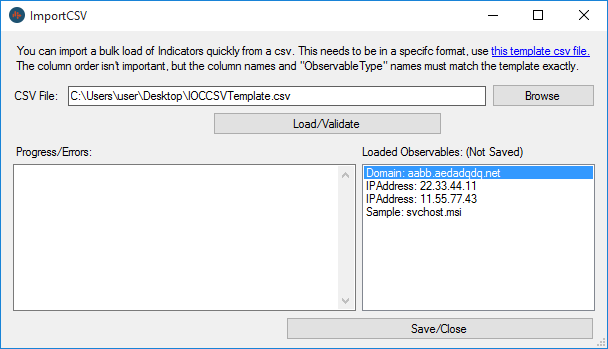 ImportCSV
You can import a bulk load of Indicators quickly from a csv. This needs to be in a specifc format, use this template csv file.
The column order isn't important, but the column names and "ObservableType" names must match the template exactly.
CSV File: C:\Users\user\Desktop\IOCCSVTemplate.csv Browse
Load/Validate
Progress/Errors: Loaded Observables: (Not Saved)
Domain: aabb.aedadqdq.net
IPAddress: 22.33.44.11
IPAddress: 11.55.77.43
Sample: svchost.msi
Save/Close